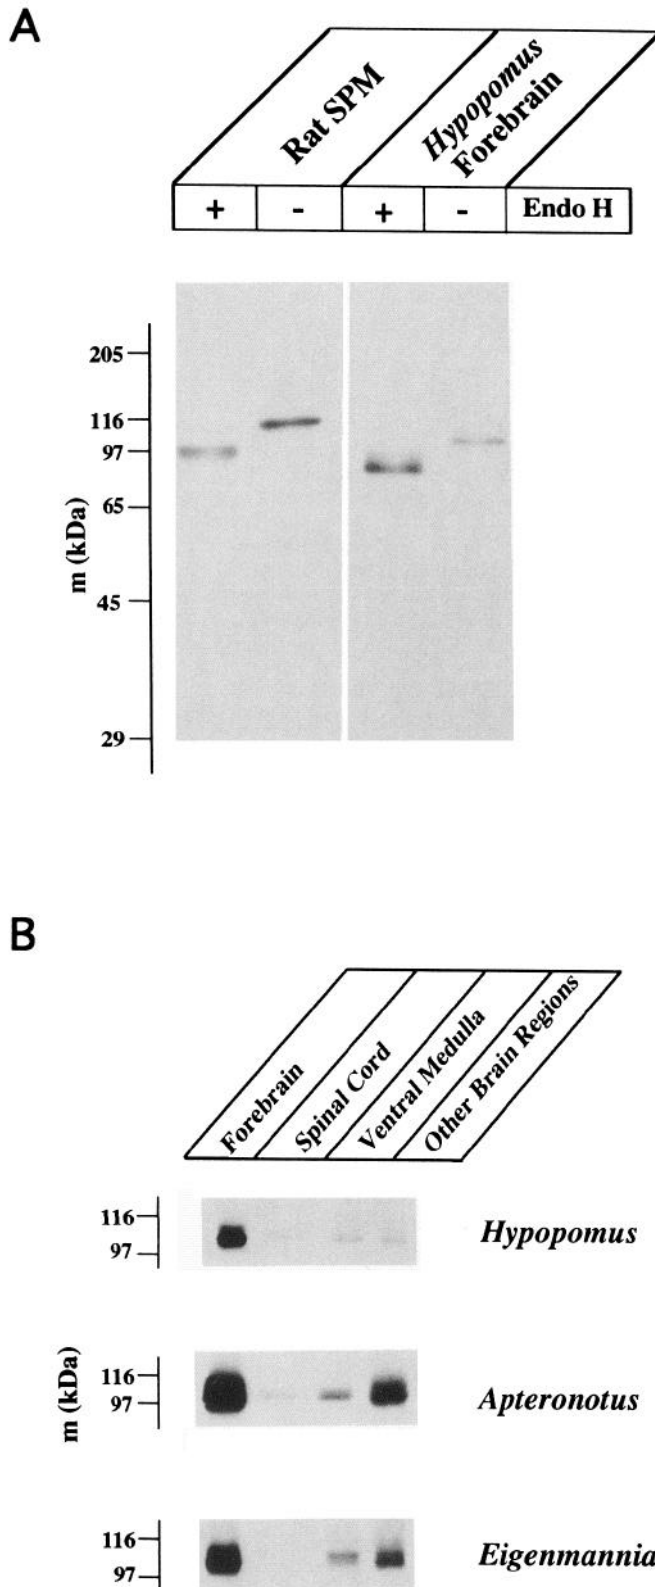 A
Rat SPM
Hypopomus
Forebrain
+ - + - Endo H
205
116
97
65
45
29
m (kDa)
B
Forebrain
Spinal Cord
Ventral Medulla
Other Brain Regions
116
97
Hypopomus
116
97
Apteronotus
116
97
Eigenmannia
m (kDa)